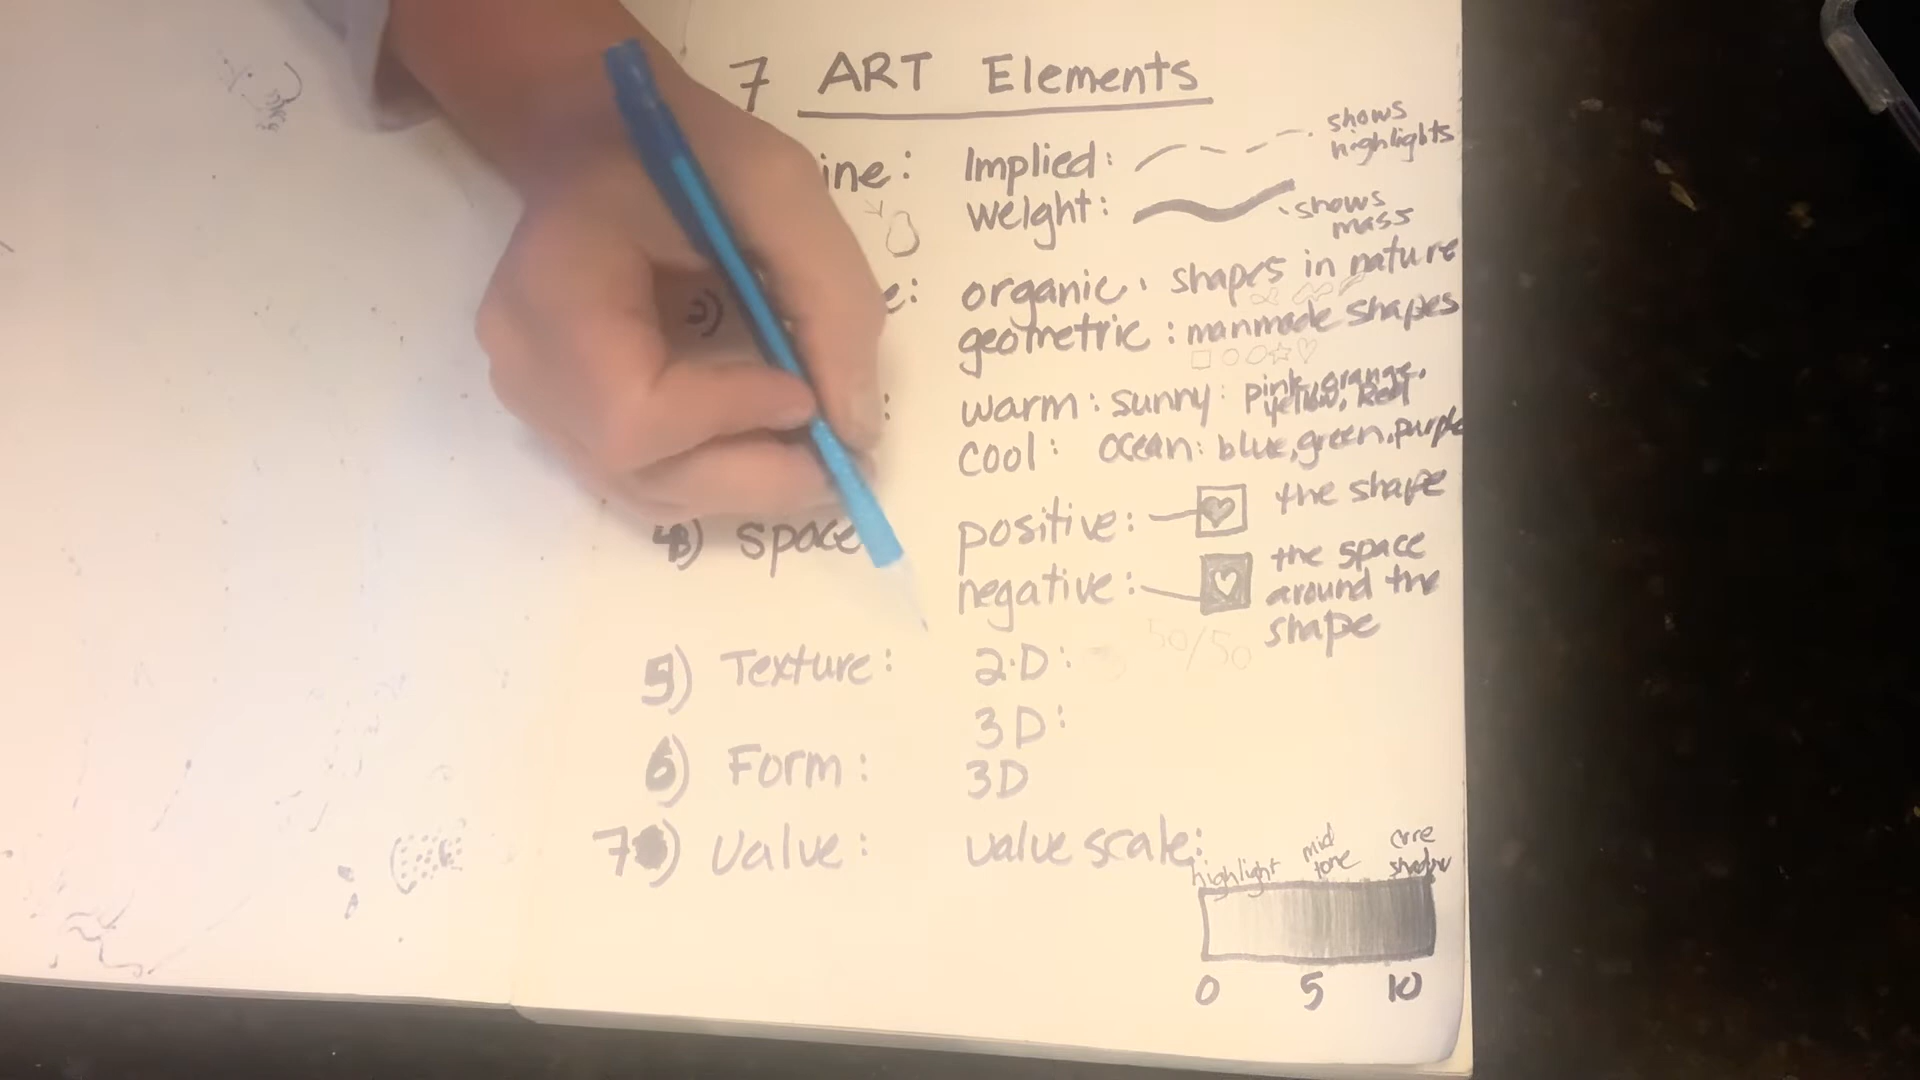 7 ART Elements
ine: Implied: shows highlights
weight: shows mass
2) e: organic: shapes in nature
geometric: manmade shapes
: warm: sunny: pink, orange, yellow, Red
cool: ocean: blue, green, purple
4) space positive: the shape
negative: the space around the shape
50/50
5) Texture: 2-D:
3D:
6) Form: 3D
7) Value: value scale:
highlight mid tone core shadow
0 5 10